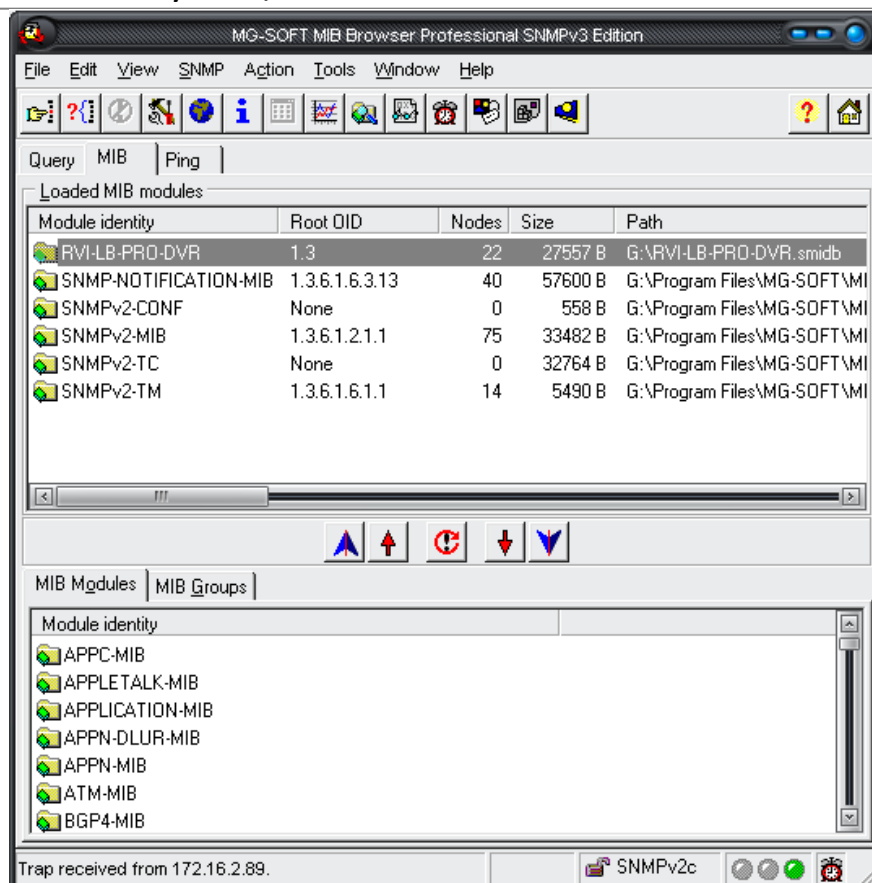 MG-SOFT MIB Browser Professional SNMPv3 Edition
File Edit View SNMP Action Tools Window Help
Query MIB Ping
Loaded MIB modules
Module identity Root OID Nodes Size Path
RVI-LB-PRO-DVR 1.3 22 27557 B G:\RVI-LB-PRO-DVR.smidb
SNMP-NOTIFICATION-MIB 1.3.6.1.6.3.13 40 57600 B G:\Program Files\MG-SOFT\MI
SNMPv2-CONF None 0 558 B G:\Program Files\MG-SOFT\MI
SNMPv2-MIB 1.3.6.1.2.1.1 75 33482 B G:\Program Files\MG-SOFT\MI
SNMPv2-TC None 0 32764 B G:\Program Files\MG-SOFT\MI
SNMPv2-TM 1.3.6.1.6.1.1 14 5490 B G:\Program Files\MG-SOFT\MI
MIB Modules MIB Groups
Module identity
APPC-MIB
APPLETALK-MIB
APPLICATION-MIB
APPN-DLUR-MIB
APPN-MIB
ATM-MIB
BGP4-MIB
Trap received from 172.16.2.89. SNMPv2c